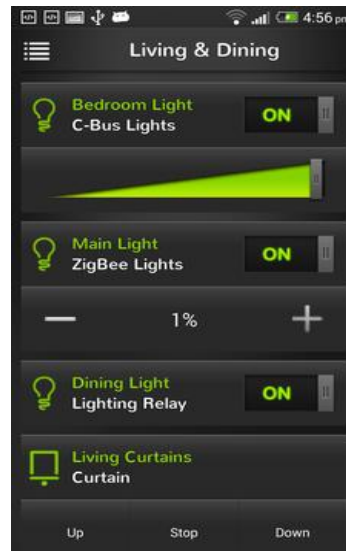 4:56 pm
Living & Dining
Bedroom Light
C-Bus Lights
ON
Main Light
ZigBee Lights
ON
1%
Dining Light
Lighting Relay
ON
Living Curtains
Curtain
Up Stop Down